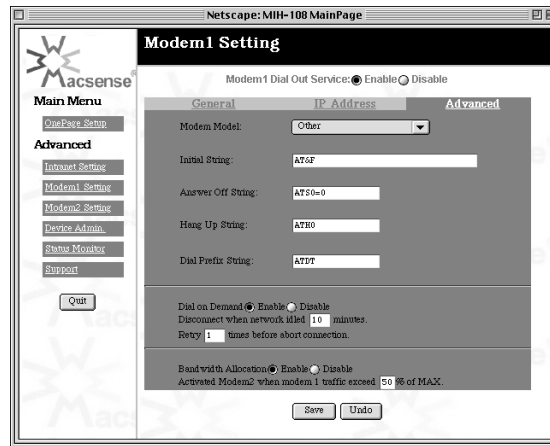 Netscape: MIH-108 MainPage
Macsense
Modem1 Setting
Modem1 Dial Out Service: Enable Disable
Main Menu
OnePage Setup
Advanced
Intranet Setting
Modem1 Setting
Modem2 Setting
Device Admin.
Status Monitor
Support
Quit
General IP Address Advanced
Modem Model: Other
Initial String: AT&F
Answer Off String: ATS0=0
Hang Up String: ATH0
Dial Prefix String: ATDT
Dial on Demand Enable Disable
Disconnect when network idled 10 minutes.
Retry 1 times before abort connection.
Bandwidth Allocation Enable Disable
Activated Modem2 when modem 1 traffic exceed 50 % of MAX.
Save Undo